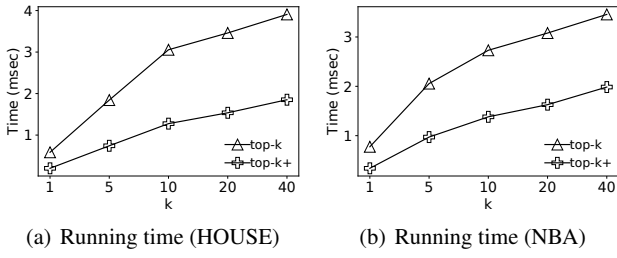 4
3
2
1
Time (msec)
top-k
top-k+
1 5 10 20 40
k
(a) Running time (HOUSE)
3
2
1
Time (msec)
top-k
top-k+
1 5 10 20 40
k
(b) Running time (NBA)